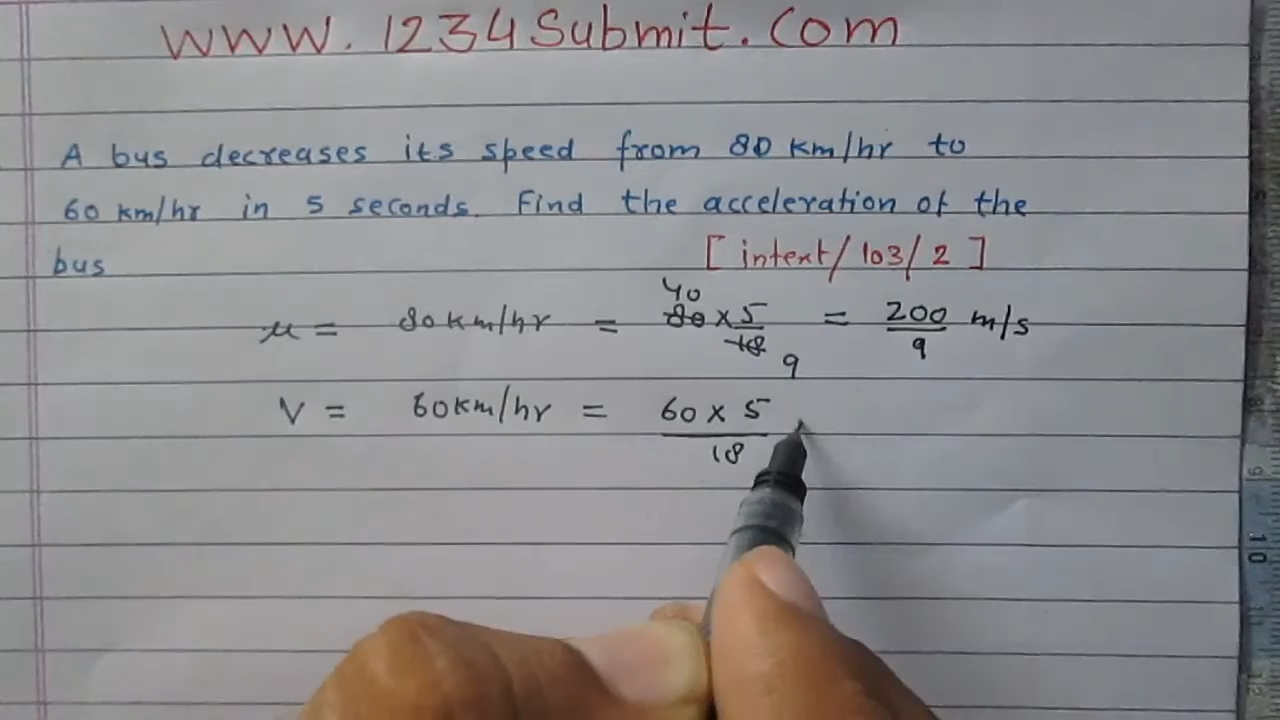 www.1234Submit.com
A bus decreases its speed from 80 km/hr to
60 km/hr in 5 seconds. Find the acceleration of the
bus
[intext/103/2]
u = 80km/hr = 40 80 x 5/18 9 = 200/9 m/s
V = 60km/hr = 60 x 5/18
9
10